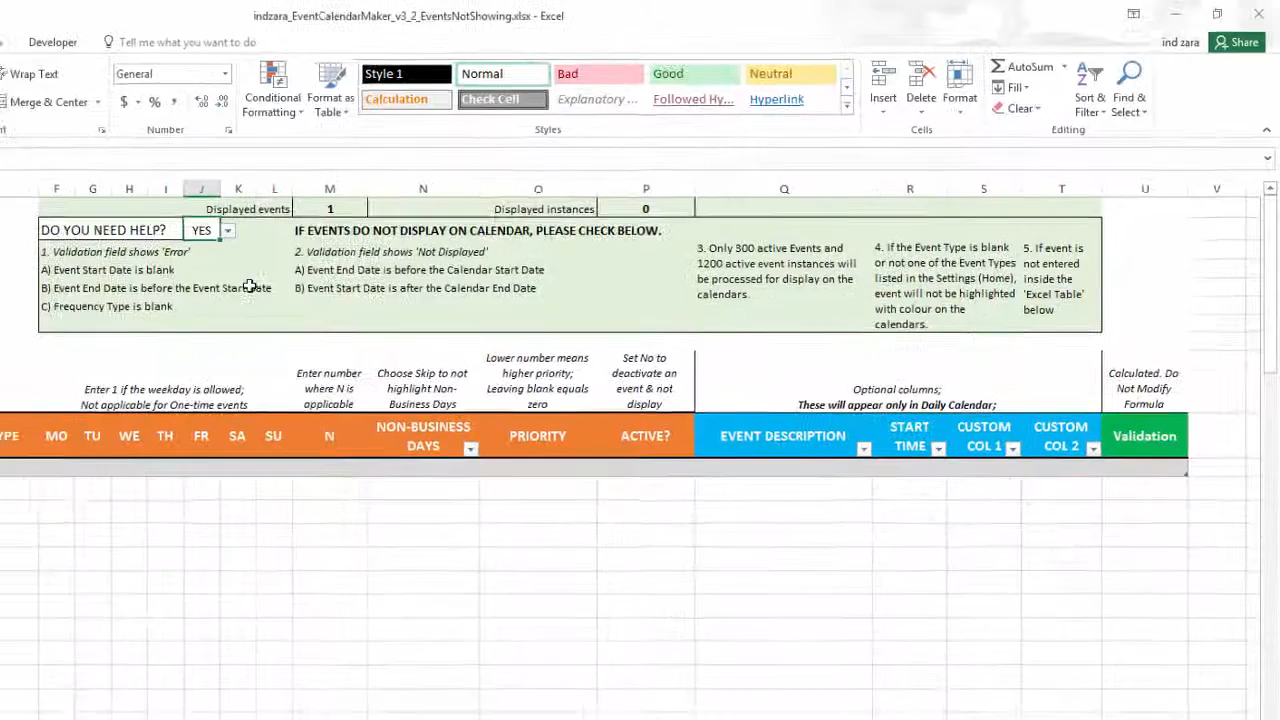 indzara_EventCalendarMaker_v3_2_EventsNotShowing.xlsx - Excel
Developer
Tell me what you want to do
ind zara
Share
Wrap Text
General
Merge & Center
$ % ,
Number
Conditional
Formatting
Format as
Table
Style 1
Normal
Bad
Good
Neutral
Calculation
Check Cell
Explanatory ...
Followed Hy...
Hyperlink
Styles
Insert
Delete
Format
Cells
AutoSum
Fill
Clear
Sort &
Filter
Find &
Select
Editing
F G H I J K L M N O P Q R S T U V
Displayed events 1
Displayed instances 0
DO YOU NEED HELP? YES
IF EVENTS DO NOT DISPLAY ON CALENDAR, PLEASE CHECK BELOW.
1. Validation field shows 'Error'
A) Event Start Date is blank
B) Event End Date is before the Event Start Date
C) Frequency Type is blank
2. Validation field shows 'Not Displayed'
A) Event End Date is before the Calendar Start Date
B) Event Start Date is after the Calendar End Date
3. Only 300 active Events and
1200 active event instances will
be processed for display on the
calendars.
4. If the Event Type is blank
or not one of the Event Types
listed in the Settings (Home),
event will not be highlighted
with colour on the
calendars.
5. If event is
not entered
inside the
'Excel Table'
below
Enter 1 if the weekday is allowed;
Not applicable for One-time events
Enter number
where N is
applicable
Choose Skip to not
highlight Non-
Business Days
Lower number means
higher priority;
Leaving blank equals
zero
Set No to
deactivate an
event & not
display
Optional columns;
These will appear only in Daily Calendar;
Calculated. Do
Not Modify
Formula
YPE
MO TU WE TH FR SA SU N
NON-BUSINESS
DAYS
PRIORITY
ACTIVE?
EVENT DESCRIPTION
START
TIME
CUSTOM
COL 1
CUSTOM
COL 2
Validation